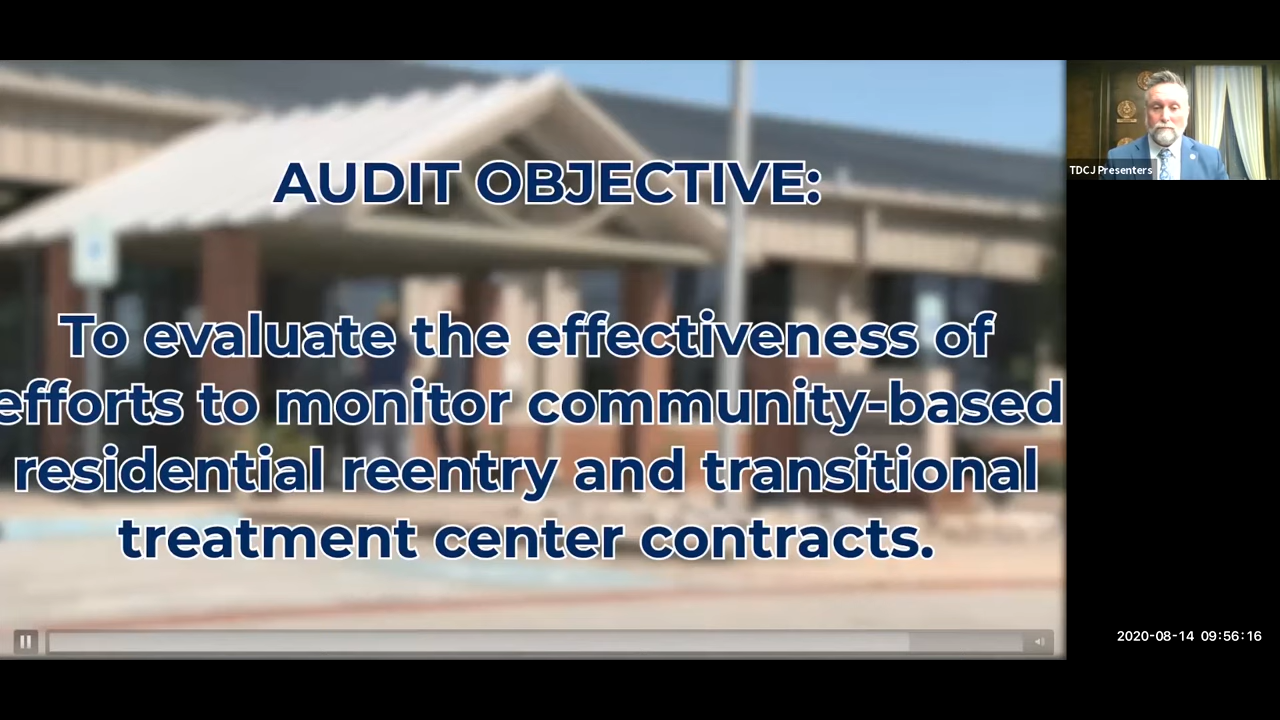 AUDIT OBJECTIVE:
To evaluate the effectiveness of
efforts to monitor community-based
residential reentry and transitional
treatment center contracts.
TDCJ Presenters
2020-08-14 09:56:16